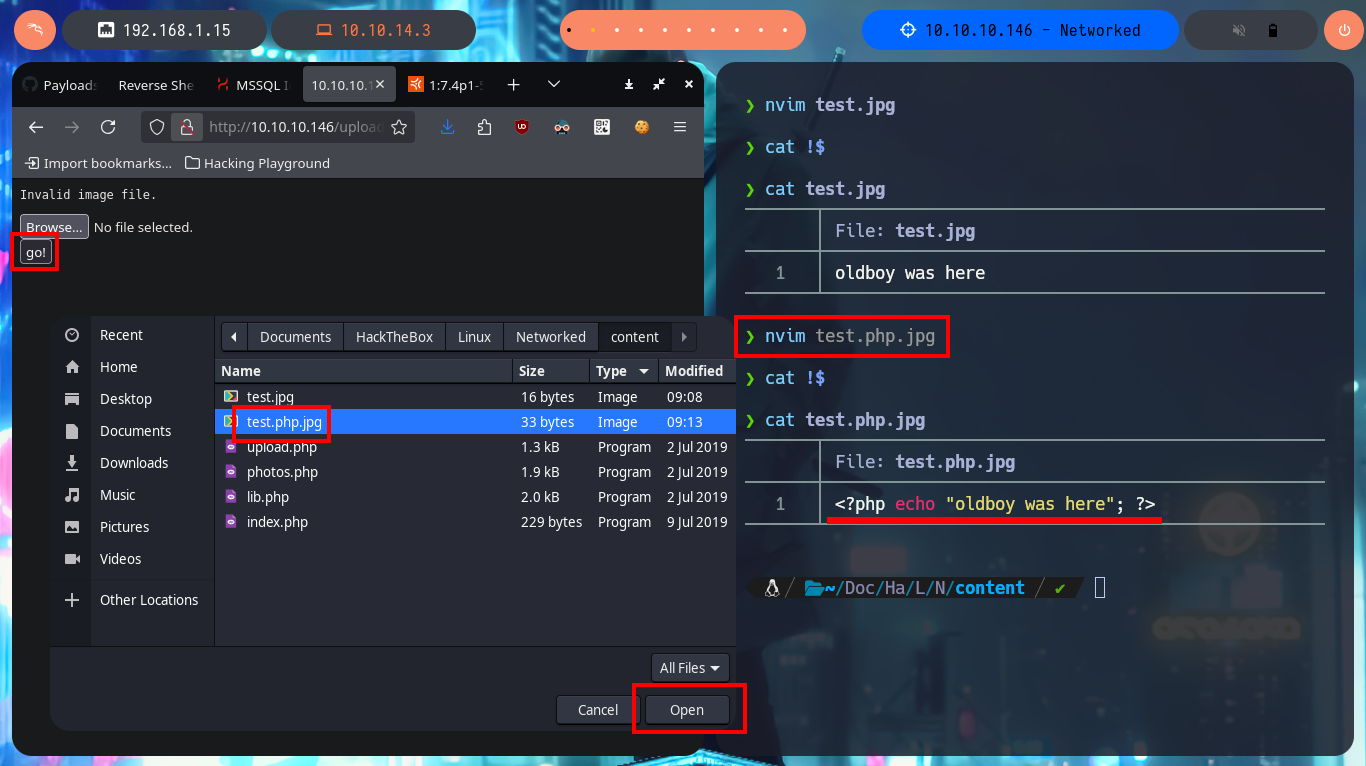 192.168.1.15
10.10.14.3
10.10.10.146 - Networked
Payloads
Reverse She
MSSQL I
10.10.10.1
1:7.4p1-5
http://10.10.10.146/upload
Import bookmarks...
Hacking Playground
Invalid image file.
Browse... No file selected.
go!
Recent
Home
Desktop
Documents
Downloads
Music
Pictures
Videos
Other Locations
Documents HackTheBox Linux Networked content
Name Size Type Modified
test.jpg 16 bytes Image 09:08
test.php.jpg 33 bytes Image 09:13
upload.php 1.3 kB Program 2 Jul 2019
photos.php 1.9 kB Program 2 Jul 2019
lib.php 2.0 kB Program 2 Jul 2019
index.php 229 bytes Program 9 Jul 2019
All Files
Cancel Open
❯ nvim test.jpg
❯ cat !$
❯ cat test.jpg
File: test.jpg
1 oldboy was here
❯ nvim test.php.jpg
❯ cat !$
❯ cat test.php.jpg
File: test.php.jpg
1 <?php echo "oldboy was here"; ?>
~/Doc/Ha/L/N/content / ✔